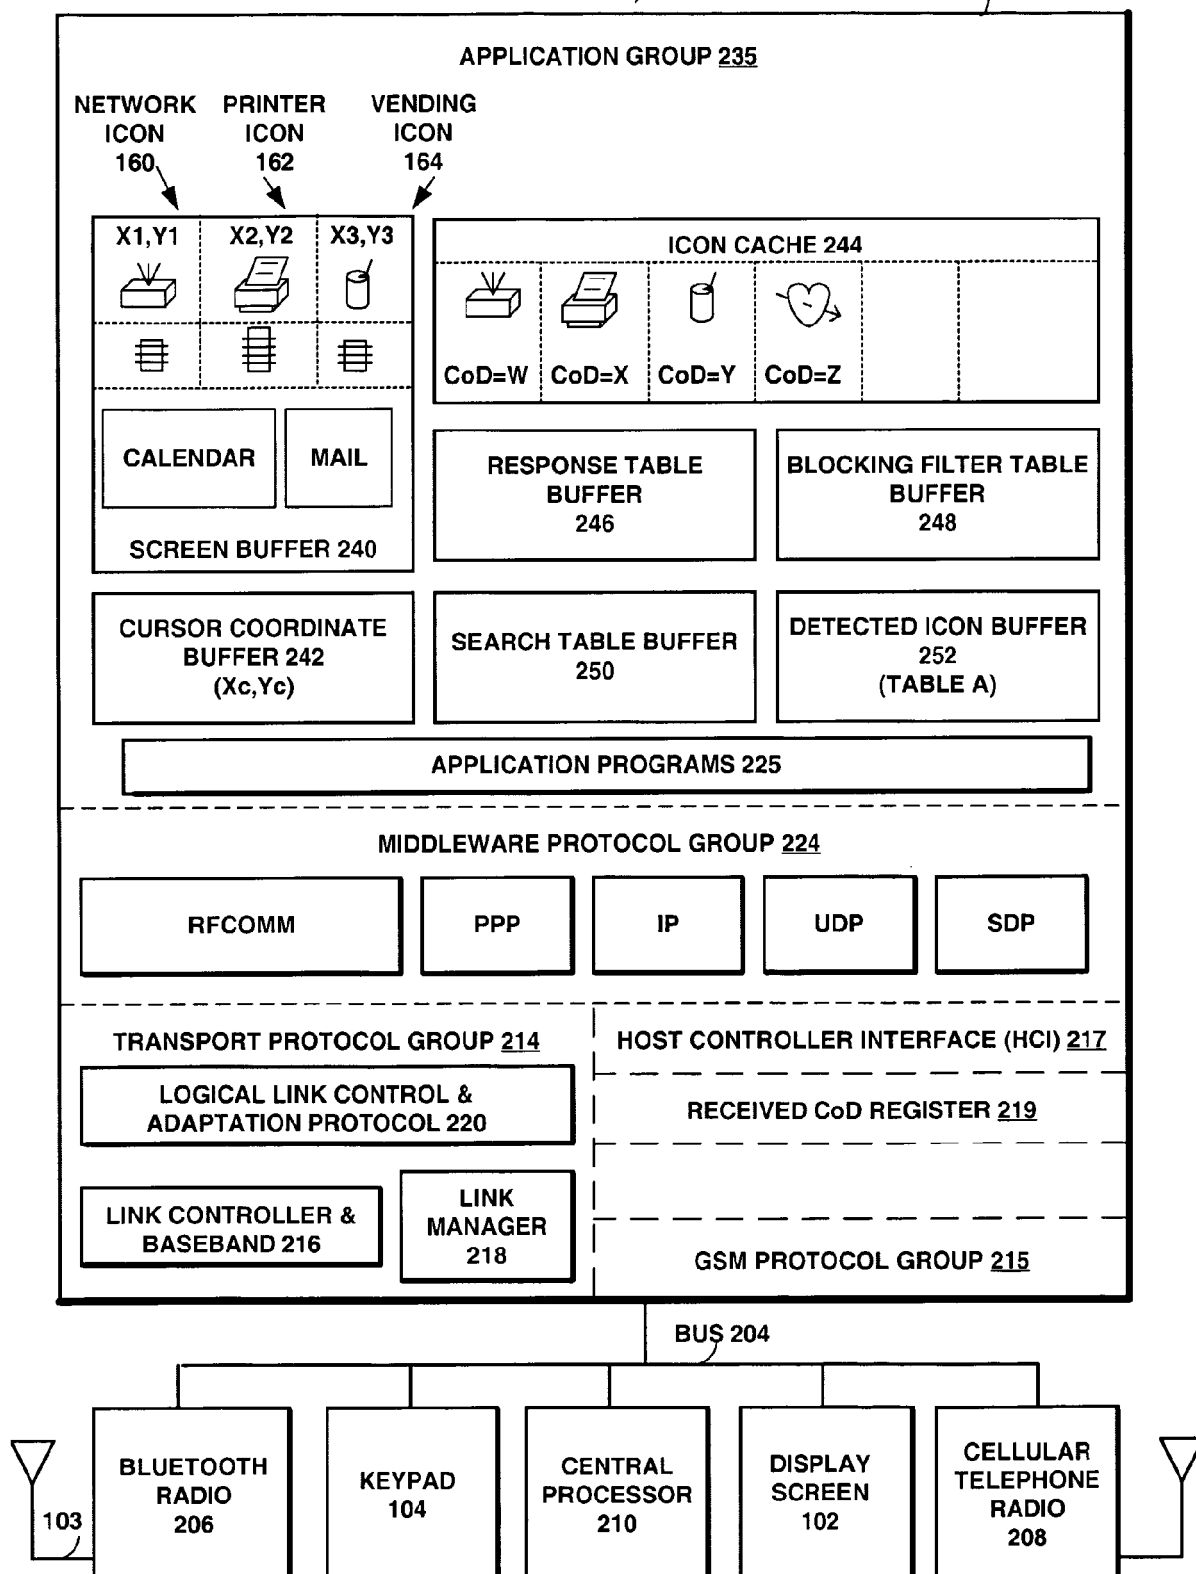 APPLICATION GROUP 235
NETWORK ICON 160
PRINTER ICON 162
VENDING ICON 164
X1,Y1
X2,Y2
X3,Y3
ICON CACHE 244
CoD=W
CoD=X
CoD=Y
CoD=Z
CALENDAR
MAIL
SCREEN BUFFER 240
RESPONSE TABLE
BUFFER
246
BLOCKING FILTER TABLE
BUFFER
248
CURSOR COORDINATE
BUFFER 242
(Xc,Yc)
SEARCH TABLE BUFFER
250
DETECTED ICON BUFFER
252
(TABLE A)
APPLICATION PROGRAMS 225
MIDDLEWARE PROTOCOL GROUP 224
RFCOMM
PPP
IP
UDP
SDP
TRANSPORT PROTOCOL GROUP 214
LOGICAL LINK CONTROL &
ADAPTATION PROTOCOL 220
LINK CONTROLLER &
BASEBAND 216
LINK
MANAGER
218
HOST CONTROLLER INTERFACE (HCI) 217
RECEIVED CoD REGISTER 219
GSM PROTOCOL GROUP 215
BUS 204
103
BLUETOOTH
RADIO
206
KEYPAD
104
CENTRAL
PROCESSOR
210
DISPLAY
SCREEN
102
CELLULAR
TELEPHONE
RADIO
208